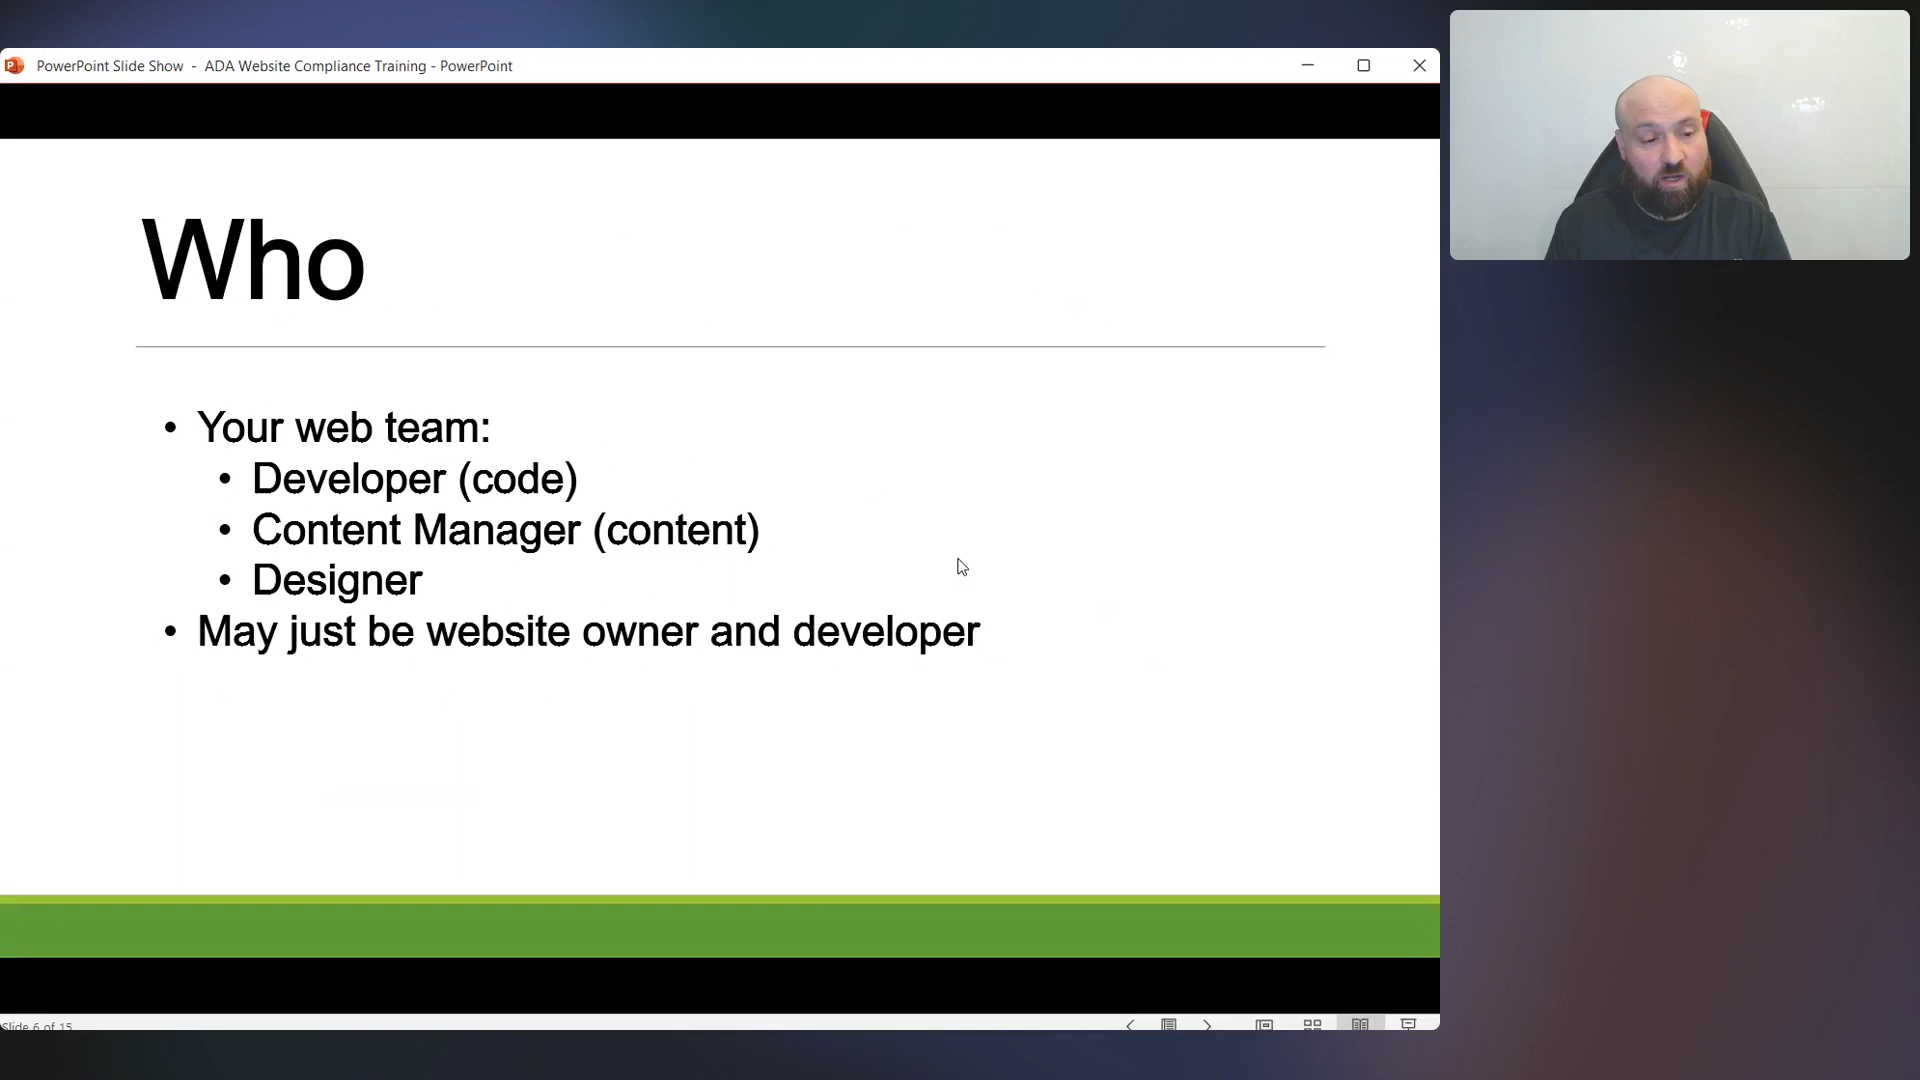 PowerPoint Slide Show - ADA Website Compliance Training - PowerPoint
Who
• Your web team:
• Developer (code)
• Content Manager (content)
• Designer
• May just be website owner and developer
Slide 6 of 15